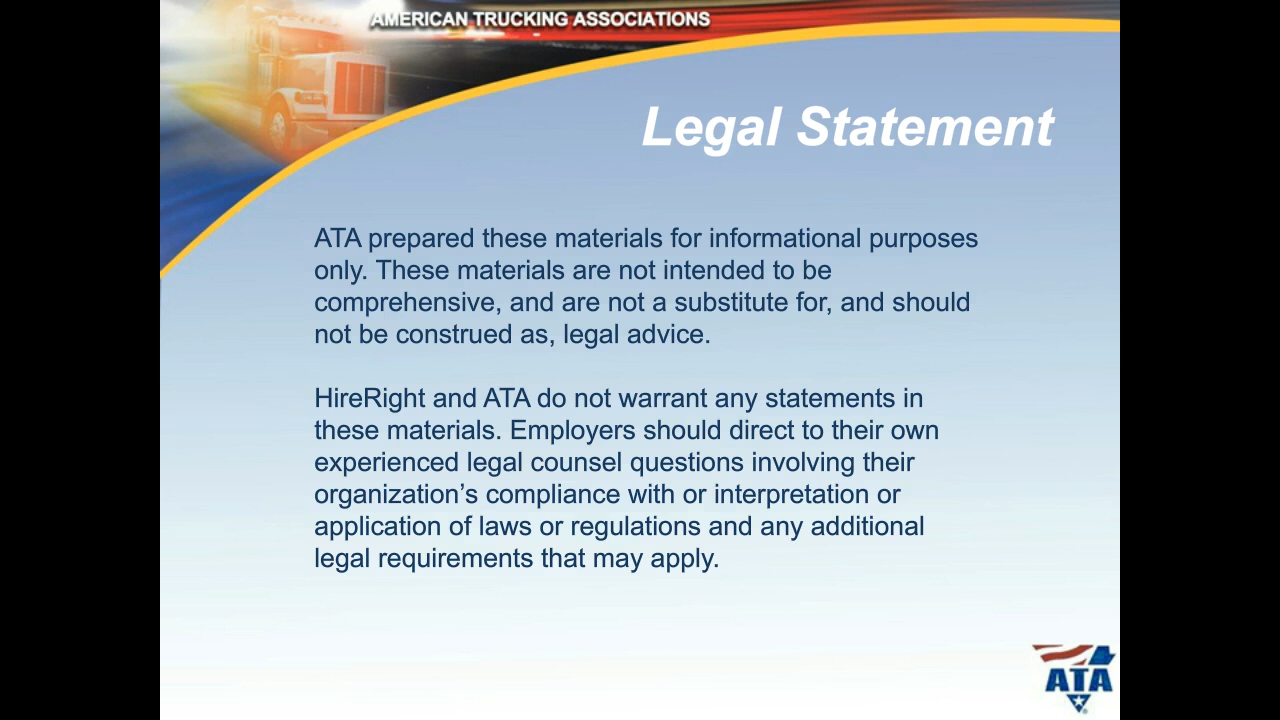 AMERICAN TRUCKING ASSOCIATIONS
Legal Statement
ATA prepared these materials for informational purposes
only. These materials are not intended to be
comprehensive, and are not a substitute for, and should
not be construed as, legal advice.
HireRight and ATA do not warrant any statements in
these materials. Employers should direct to their own
experienced legal counsel questions involving their
organization’s compliance with or interpretation or
application of laws or regulations and any additional
legal requirements that may apply.
ATA